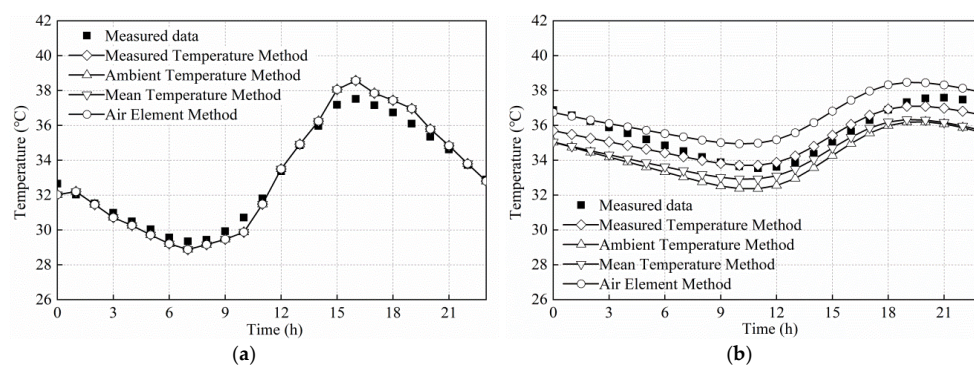 42
40
38
36
34
32
30
28
26
Temperature (°C)
Measured data
Measured Temperature Method
Ambient Temperature Method
Mean Temperature Method
Air Element Method
0 3 6 9 12 15 18 21
Time (h)
(a)
42
40
38
36
34
32
30
28
26
Temperature (°C)
Measured data
Measured Temperature Method
Ambient Temperature Method
Mean Temperature Method
Air Element Method
0 3 6 9 12 15 18 21
Time (h)
(b)